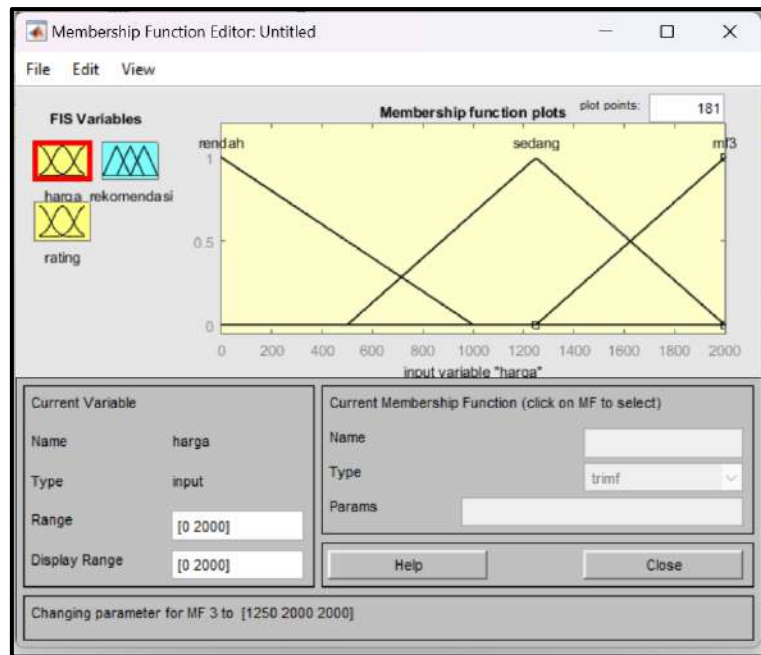 Membership Function Editor: Untitled
File Edit View
FIS Variables
Membership function plots
plot points:
181
harga
rekomendasi
rating
rendah
sedang
mf3
1
0.5
0
0 200 400 600 800 1000 1200 1400 1600 1800 2000
input variable "harga"
Current Variable
Name harga
Type input
Range [0 2000]
Display Range [0 2000]
Current Membership Function (click on MF to select)
Name
Type trimf
Params
Help Close
Changing parameter for MF 3 to [1250 2000 2000]